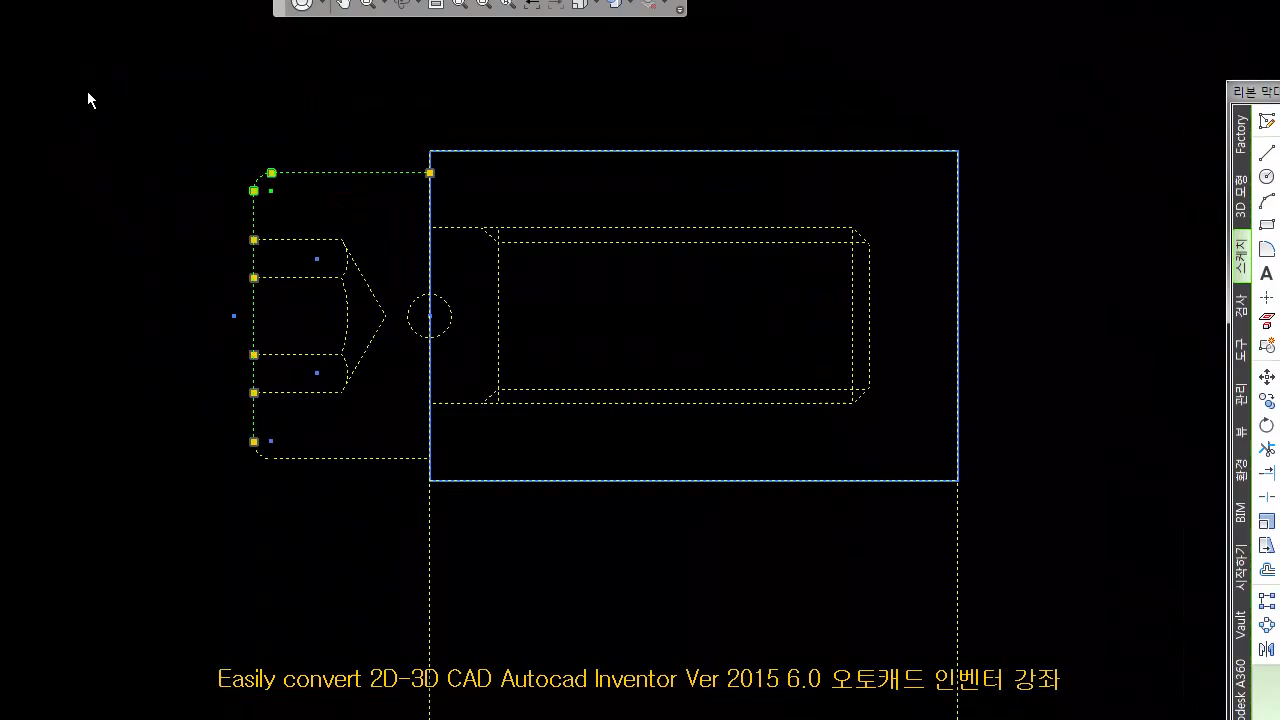 리본 막대
Factory
3D 모형
스케치
검사
도구
관리
뷰
환경
BIM
시작하기
Vault
odesk A360
A
Easily convert 2D-3D CAD Autocad Inventor Ver 2015 6.0 오토캐드 인벤터 강좌